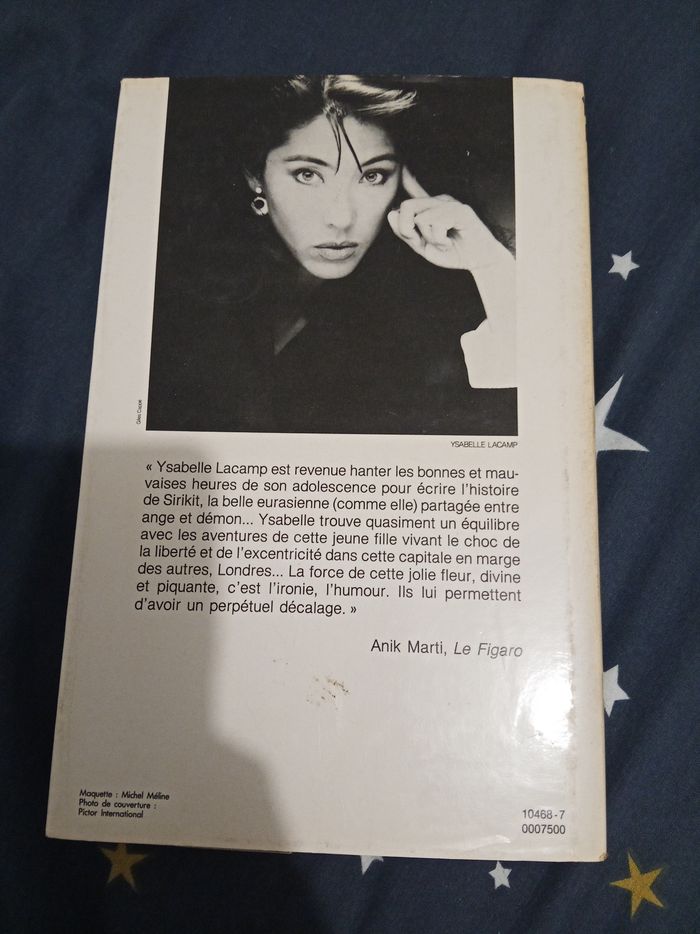 Gilles Cappé
YSABELLE LACAMP
« Ysabelle Lacamp est revenue hanter les bonnes et mau-
vaises heures de son adolescence pour écrire l'histoire
de Sirikit, la belle eurasienne (comme elle) partagée entre
ange et démon... Ysabelle trouve quasiment un équilibre
avec les aventures de cette jeune fille vivant le choc de
la liberté et de l'excentricité dans cette capitale en marge
des autres, Londres... La force de cette jolie fleur, divine
et piquante, c'est l'ironie, l'humour. Ils lui permettent
d'avoir un perpétuel décalage. »
Anik Marti, Le Figaro
Maquette : Michel Méline
Photo de couverture :
Pictor International
10468-7
0007500